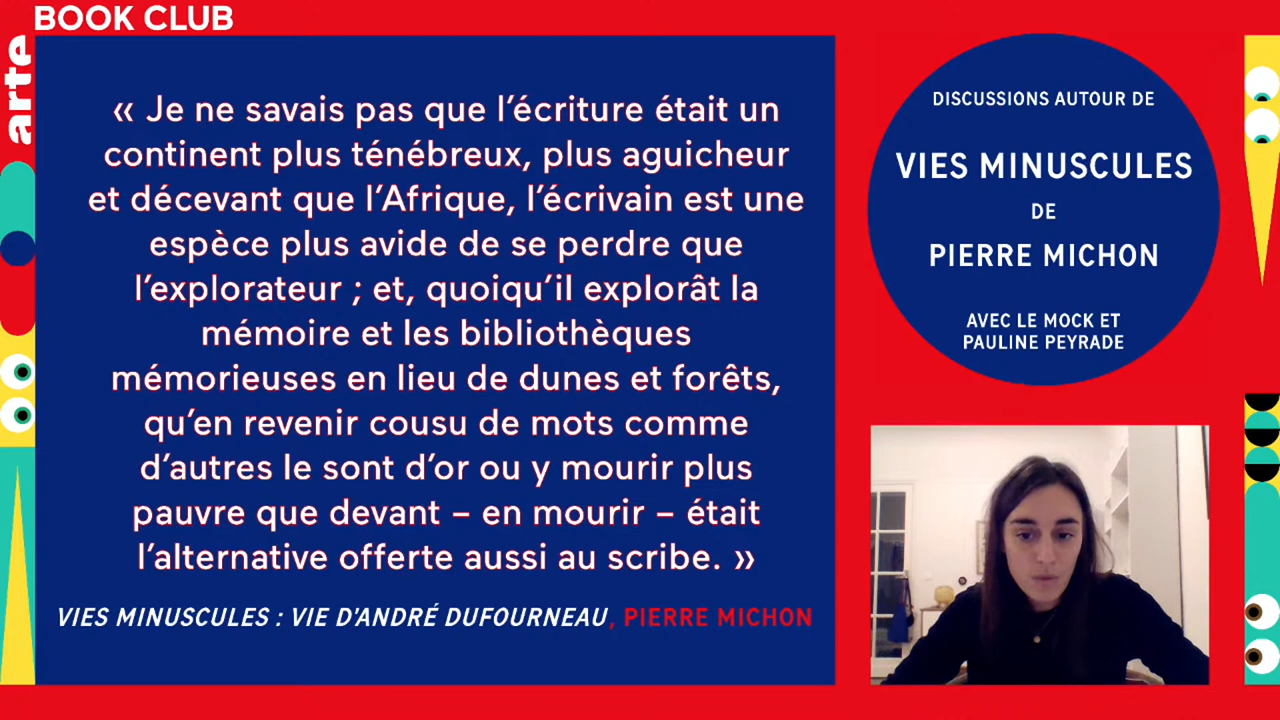 BOOK CLUB
arte
« Je ne savais pas que l’écriture était un
continent plus ténébreux, plus aguicheur
et décevant que l’Afrique, l’écrivain est une
espèce plus avide de se perdre que
l’explorateur ; et, quoiqu’il explorât la
mémoire et les bibliothèques
mémorieuses en lieu de dunes et forêts,
qu’en revenir cousu de mots comme
d’autres le sont d’or ou y mourir plus
pauvre que devant – en mourir – était
l’alternative offerte aussi au scribe. »
VIES MINUSCULES : VIE D'ANDRÉ DUFOURNEAU, PIERRE MICHON
DISCUSSIONS AUTOUR DE
VIES MINUSCULES
DE
PIERRE MICHON
AVEC LE MOCK ET
PAULINE PEYRADE